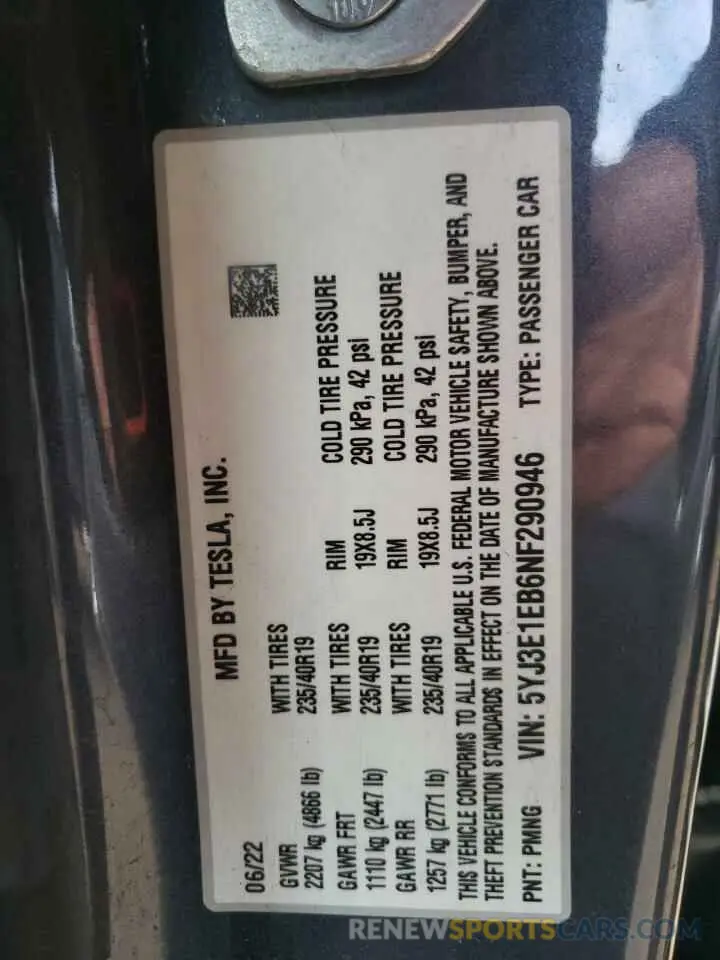 10.9
MFD BY TESLA, INC.
06/22
GVWR WITH TIRES
2207 kg (4866 lb) 235/40R19
GAWR FRT WITH TIRES RIM COLD TIRE PRESSURE
1110 kg (2447 lb) 235/40R19 19X8.5J 290 kPa, 42 psi
GAWR RR WITH TIRES RIM COLD TIRE PRESSURE
1257 kg (2771 lb) 235/40R19 19X8.5J 290 kPa, 42 psi
THIS VEHICLE CONFORMS TO ALL APPLICABLE U.S. FEDERAL MOTOR VEHICLE SAFETY, BUMPER, AND
THEFT PREVENTION STANDARDS IN EFFECT ON THE DATE OF MANUFACTURE SHOWN ABOVE.
PNT: PMNG VIN: 5YJ3E1EB6NF290946 TYPE: PASSENGER CAR
RENEWSPORTSCARS.COM